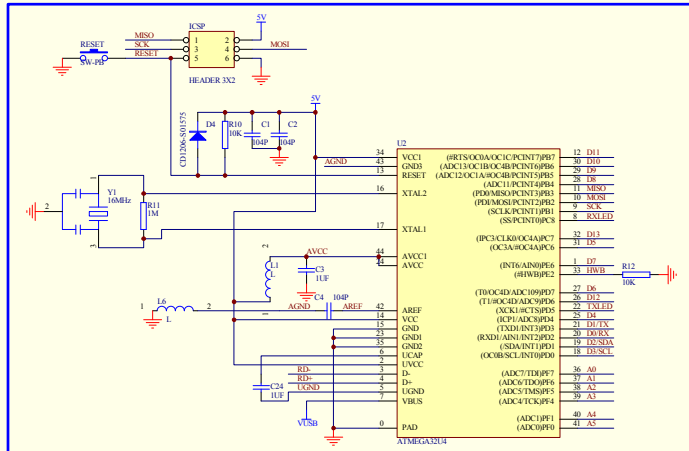 5V
ICSP
MISO 1 2
SCK 3 4 MOSI
RESET 5 6
RESET
SW-PB
HEADER 3X2
5V
CD1206-S01575
D4
R10
10K
C1
104P
C2
104P
U2
AGND
34 VCC1
43 GND3
13 RESET
16 XTAL2
17 XTAL1
44 AVCC1
24 AVCC
42 AREF
14 VCC
15 GND
23 GND1
35 GND2
6 UCAP
2 UVCC
3 D-
4 D+
5 UGND
7 VBUS
0 PAD
(#RTS/OC0A/OC1C/PCINT7)PB7 12 D11
(ADC13/OC1B/OC4B/PCINT6)PB6 30 D10
(ADC12/OC1A/#OC4B/PCINT5)PB5 29 D9
(ADC11/PCINT4)PB4 28 D8
(PD0/MISO/PCINT3)PB3 11 MISO
(PDI/MOSI/PCINT2)PB2 10 MOSI
(SCLK/PCINT1)PB1 9 SCK
(SS/PCINT0)PC8 8 RXLED
(IPC3/CLK0/OC4A)PC7 32 D13
(OC3A/#OC4A)PC6 31 D5
(INT6/AIN0)PE6 1 D7
(#HWB)PE2 33 HWB
R12
10K
(T0/OC4D/ADC109)PD7 27 D6
(T1/#OC4D/ADC9)PD6 26 D12
(XCK1/#CTS)PD5 22 TXLED
(ICP1/ADC8)PD4 25 D4
(TXD1/INT3)PD3 21 D1/TX
(RXD1/AIN1/INT2)PD2 20 D0/RX
(/SDA/INT1)PD1 19 D2/SDA
(OC0B/SCL/INT0)PD0 18 D3/SCL
(ADC7/TDI)PF7 36 A0
(ADC6/TDO)PF6 37 A1
(ADC5/TMS)PF5 38 A2
(ADC4/TCK)PF4 39 A3
(ADC1)PF1 40 A4
(ADC0)PF0 41 A5
ATMEGA32U4
1
2
3
Y1
16MHz
R11
1M
2
L1
L
1
AVCC
C3
1UF
C4
104P
AGND
AREF
1 2
L6
L
RD-
RD+
UGND
C24
1UF
VUSB